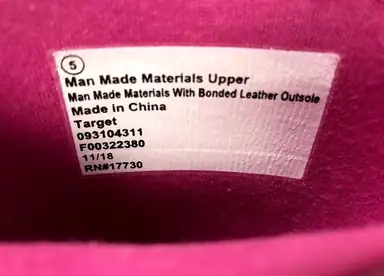 5
Man Made Materials Upper
Man Made Materials With Bonded Leather Outsole
Made in China
Target
093104311
F00322380
11/18
RN#17730